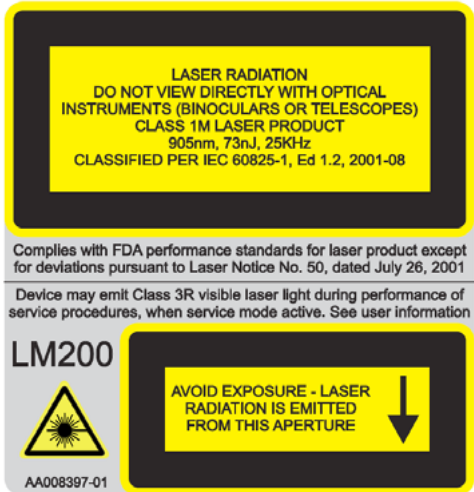 LASER RADIATION
DO NOT VIEW DIRECTLY WITH OPTICAL
INSTRUMENTS (BINOCULARS OR TELESCOPES)
CLASS 1M LASER PRODUCT
905nm, 73nJ, 25KHz
CLASSIFIED PER IEC 60825-1, Ed 1.2, 2001-08
Complies with FDA performance standards for laser product except
for deviations pursuant to Laser Notice No. 50, dated July 26, 2001
Device may emit Class 3R visible laser light during performance of
service procedures, when service mode active. See user information
LM200
AVOID EXPOSURE - LASER
RADIATION IS EMITTED
FROM THIS APERTURE
AA008397-01